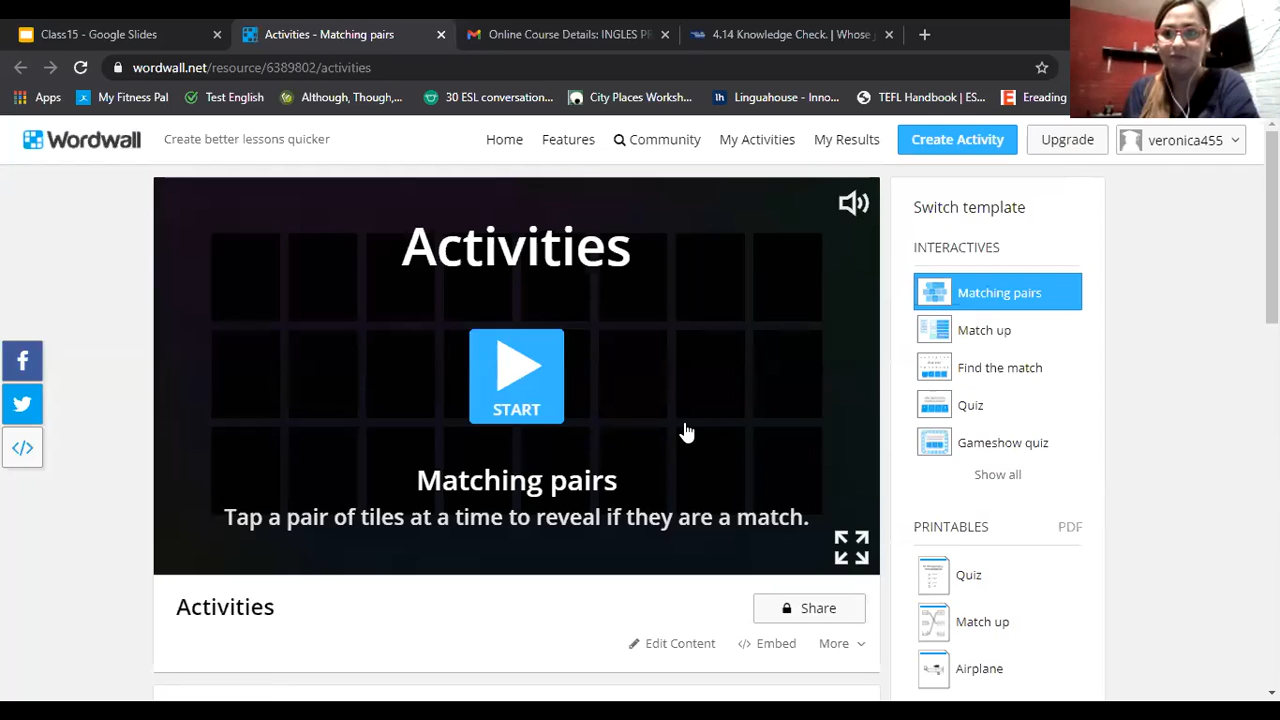 Class15 - Google Slides
Activities - Matching pairs
Online Course Details: INGLES PR
4.14 Knowledge Check. | Whose
wordwall.net/resource/6389802/activities
Apps
My Fitness Pal
Test English
Although, Though,...
30 ESL Conversation...
City Places Worksh...
Lingua House - In...
TEFL Handbook | ES...
Ereading
Wordwall
Create better lessons quicker
Home
Features
Community
My Activities
My Results
Create Activity
Upgrade
veronica455
Activities
START
Matching pairs
Tap a pair of tiles at a time to reveal if they are a match.
Activities
Share
Edit Content
Embed
More
Switch template
INTERACTIVES
Matching pairs
Match up
Find the match
Quiz
Gameshow quiz
Show all
PRINTABLES
PDF
Quiz
Match up
Airplane